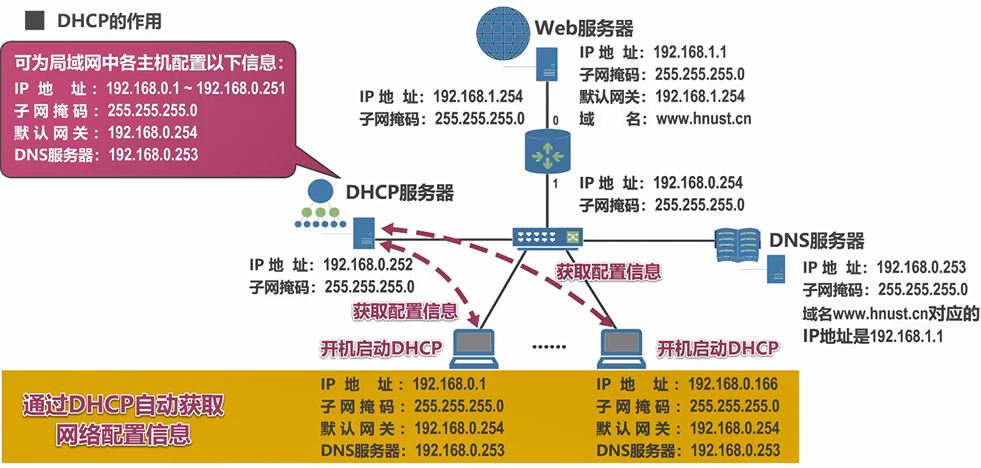 DHCP的作用
可为局域网中各主机配置以下信息：
IP 地 址：192.168.0.1 ~ 192.168.0.251
子网掩码：255.255.255.0
默认网关：192.168.0.254
DNS服务器：192.168.0.253
Web服务器
IP 地 址：192.168.1.1
子网掩码：255.255.255.0
默认网关：192.168.1.254
域 名：www.hnust.cn
IP 地 址：192.168.1.254
子网掩码：255.255.255.0
0
1
IP 地 址：192.168.0.254
子网掩码：255.255.255.0
DHCP服务器
IP 地 址：192.168.0.252
子网掩码：255.255.255.0
获取配置信息
获取配置信息
DNS服务器
IP 地 址：192.168.0.253
子网掩码：255.255.255.0
域名www.hnust.cn对应的
IP地址是192.168.1.1
开机启动DHCP
......
开机启动DHCP
通过DHCP自动获取
网络配置信息
IP 地 址：192.168.0.1
子网掩码：255.255.255.0
默认网关：192.168.0.254
DNS服务器：192.168.0.253
IP 地 址：192.168.0.166
子网掩码：255.255.255.0
默认网关：192.168.0.254
DNS服务器：192.168.0.253